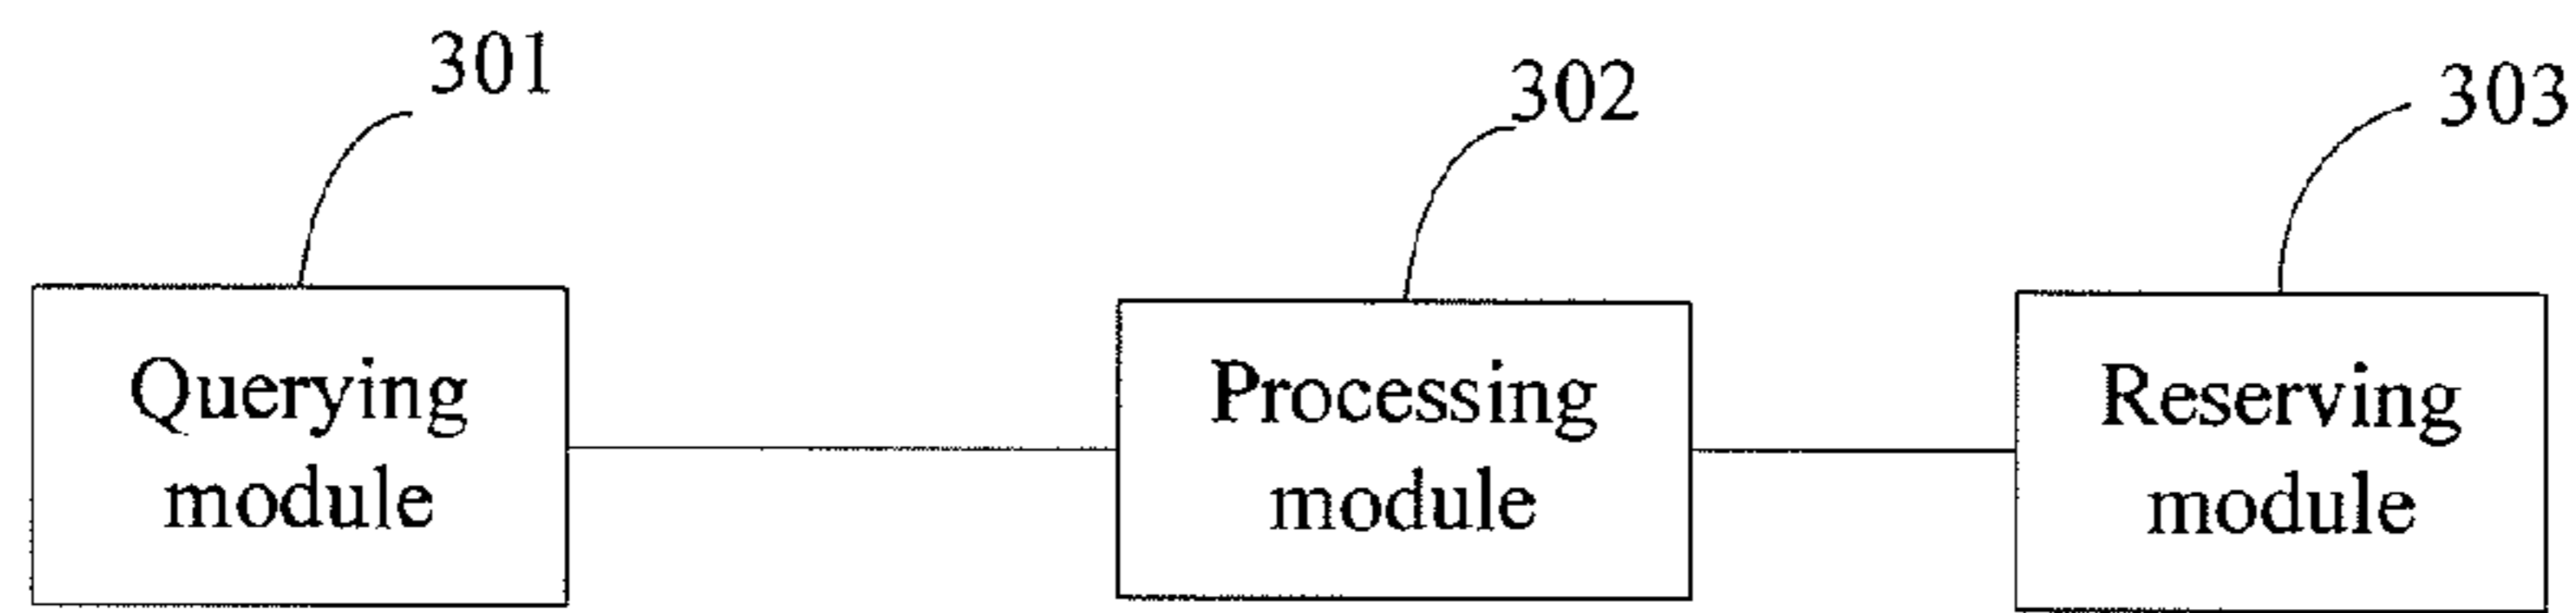 301
302
303
Querying
module
Processing
module
Reserving
module